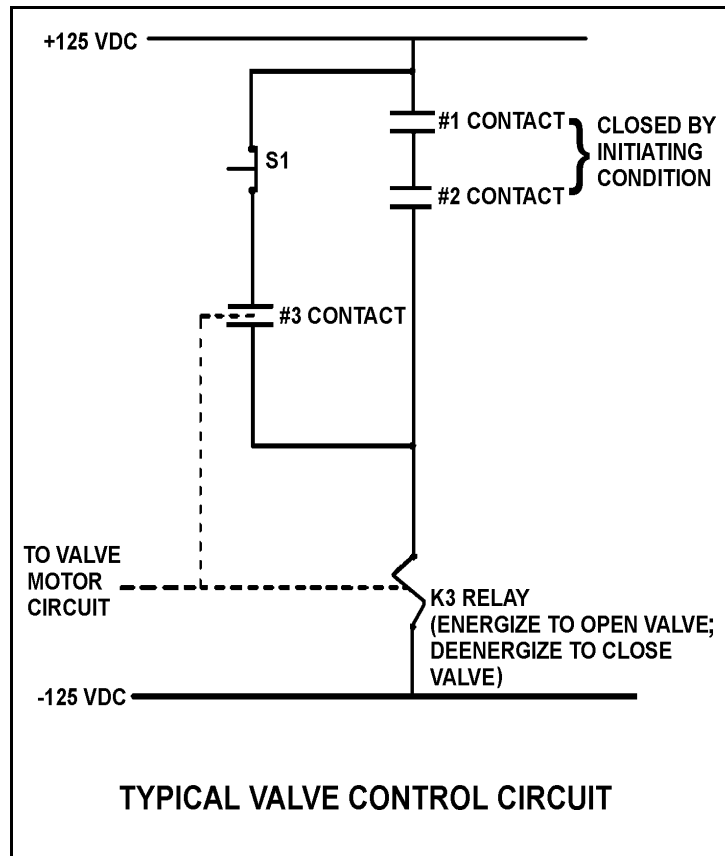 +125 VDC
S1
#1 CONTACT
#2 CONTACT
CLOSED BY
INITIATING
CONDITION
#3 CONTACT
TO VALVE
MOTOR
CIRCUIT
K3 RELAY
(ENERGIZE TO OPEN VALVE;
DEENERGIZE TO CLOSE
VALVE)
-125 VDC
TYPICAL VALVE CONTROL CIRCUIT